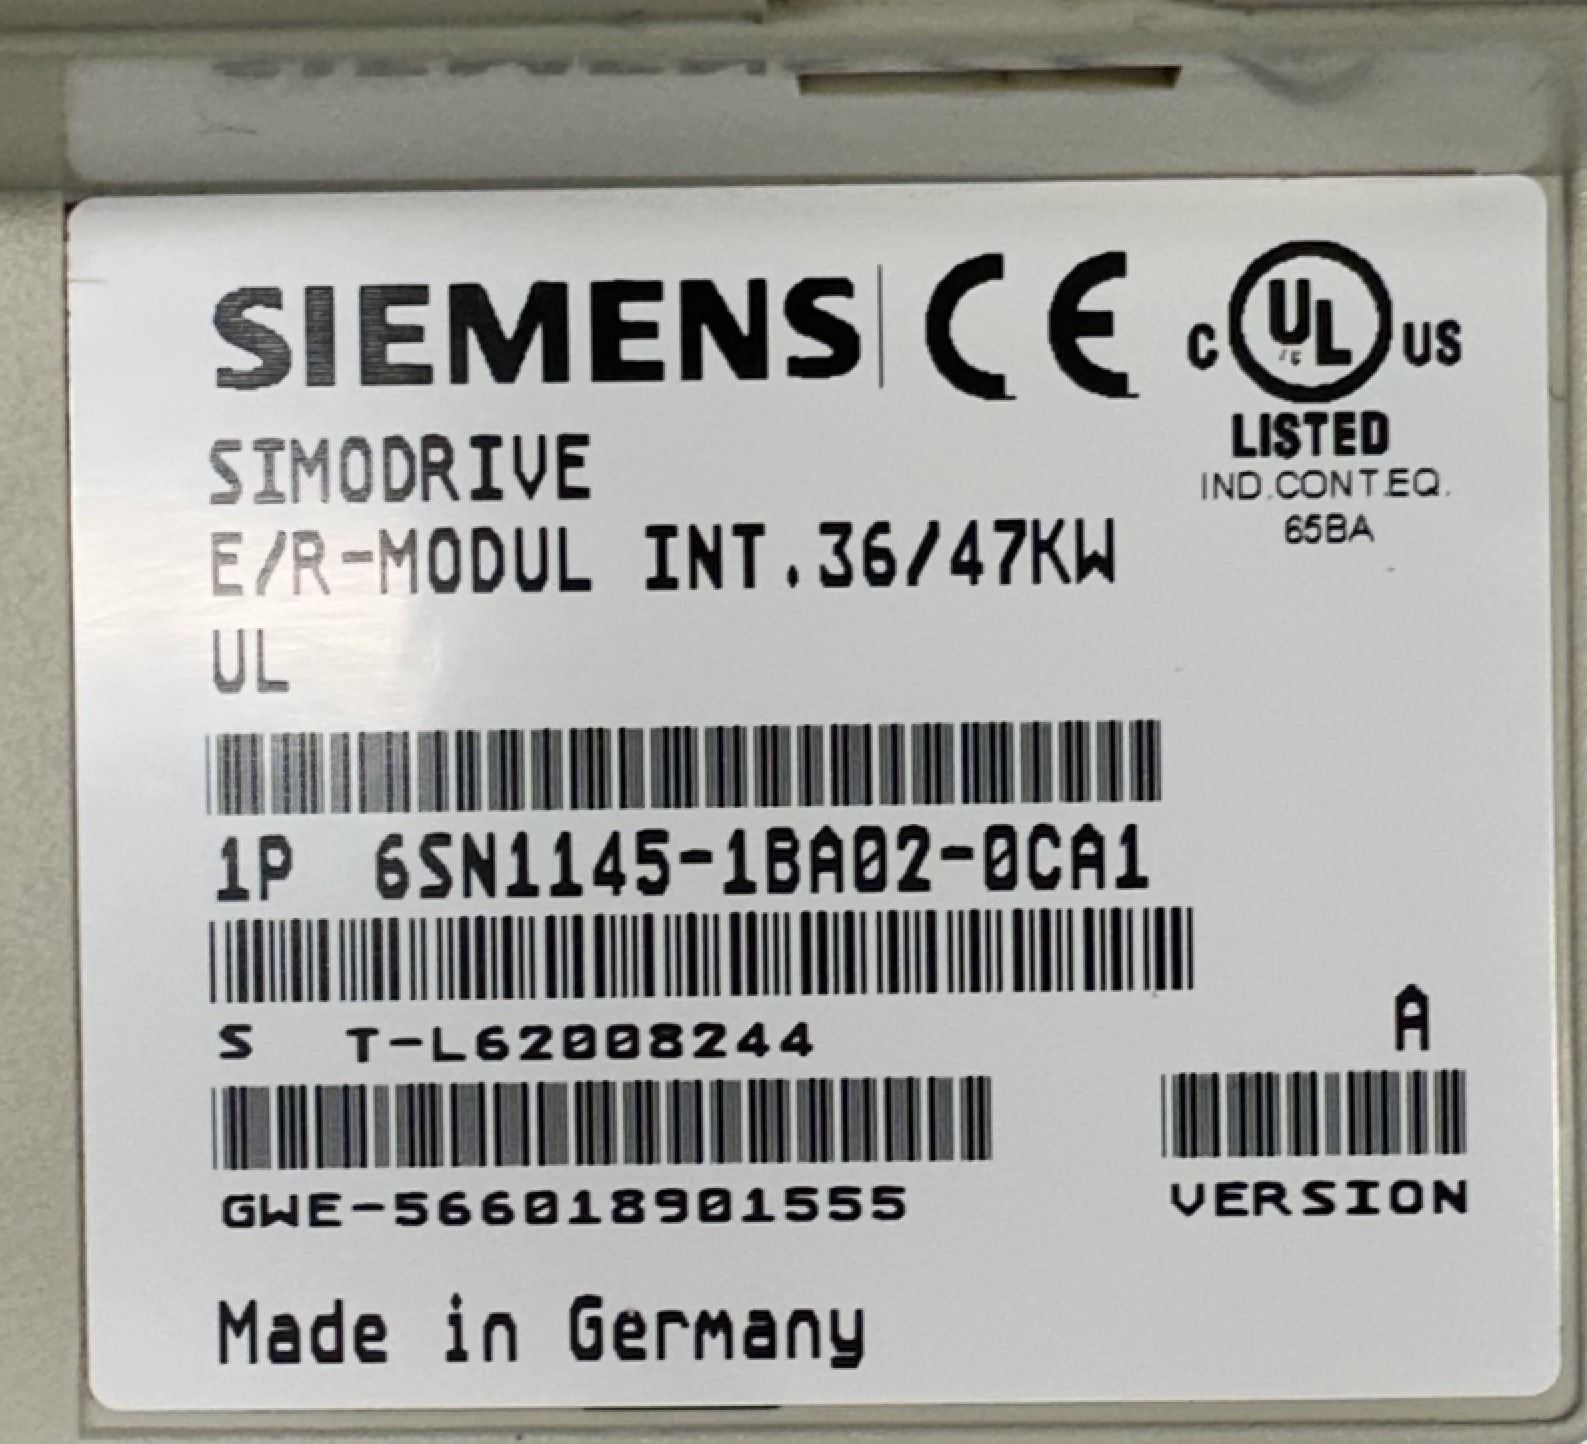 SIEMENS CE C UL US
LISTED
IND.CONT.EQ.
65BA
SIMODRIVE
E/R-MODUL INT.36/47KW
UL
1P 6SN1145-1BA02-0CA1
S T-L62008244
A
GWE-566018901555
VERSION
Made in Germany